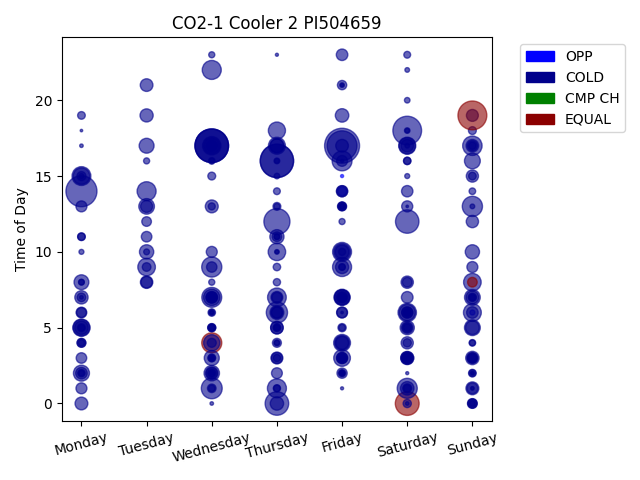 CO2-1 Cooler 2 PI504659
OPP
COLD
CMP CH
EQUAL
Time of Day
20
15
10
5
0
Monday
Tuesday
Wednesday
Thursday
Friday
Saturday
Sunday